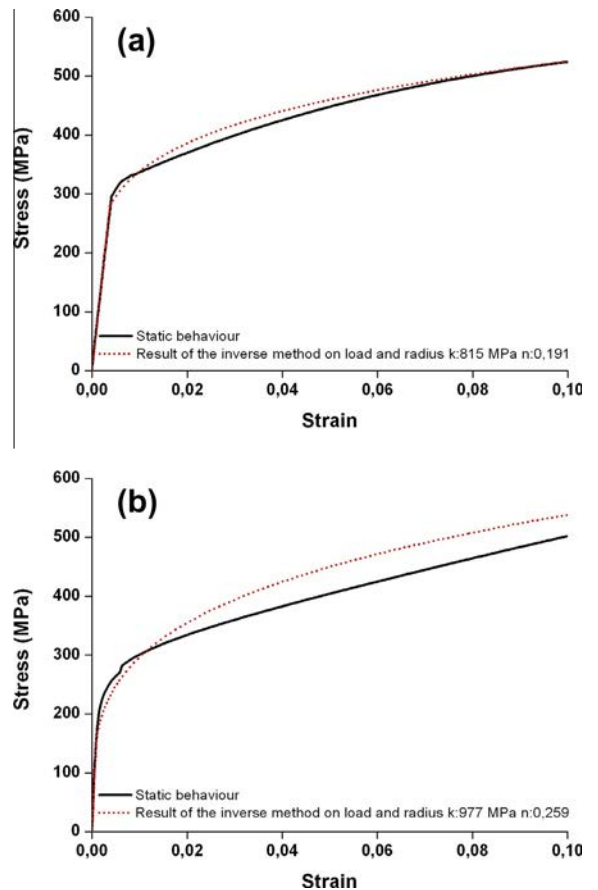 (a)
600
500
400
300
200
100
0
Stress (MPa)
Static behaviour
Result of the inverse method on load and radius k:815 MPa n:0,191
0,00 0,02 0,04 0,06 0,08 0,10
Strain
(b)
600
500
400
300
200
100
0
Stress (MPa)
Static behaviour
Result of the inverse method on load and radius k:977 MPa n:0,259
0,00 0,02 0,04 0,06 0,08 0,10
Strain